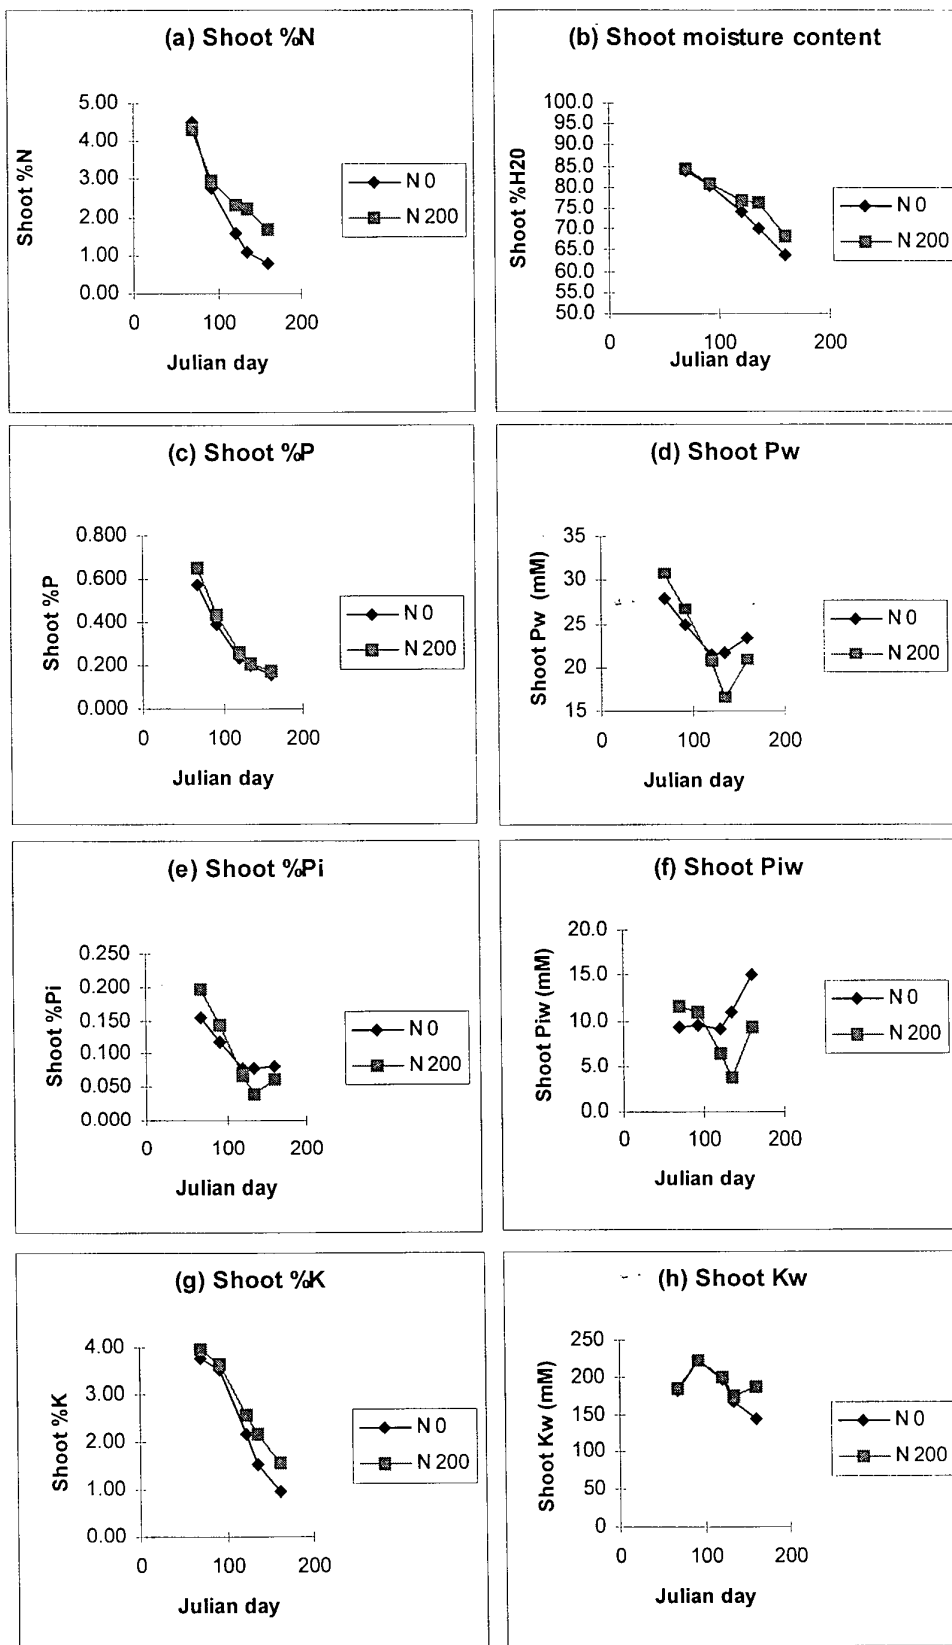 (a) Shoot %N
Shoot %N
5.00
4.00
3.00
2.00
1.00
0.00
0
100
200
Julian day
N 0
N 200
(b) Shoot moisture content
Shoot %H20
100.0
95.0
90.0
85.0
80.0
75.0
70.0
65.0
60.0
55.0
50.0
0
100
200
Julian day
N 0
N 200
(c) Shoot %P
Shoot %P
0.800
0.600
0.400
0.200
0.000
0
100
200
Julian day
N 0
N 200
(d) Shoot Pw
Shoot Pw (mM)
35
30
25
20
15
0
100
200
Julian day
N 0
N 200
(e) Shoot %Pi
Shoot %Pi
0.250
0.200
0.150
0.100
0.050
0.000
0
100
200
Julian day
N 0
N 200
(f) Shoot Piw
Shoot Piw (mM)
20.0
15.0
10.0
5.0
0.0
0
100
200
Julian day
N 0
N 200
(g) Shoot %K
Shoot %K
4.00
3.00
2.00
1.00
0.00
0
100
200
Julian day
N 0
N 200
(h) Shoot Kw
Shoot Kw (mM)
250
200
150
100
50
0
0
100
200
Julian day
N 0
N 200